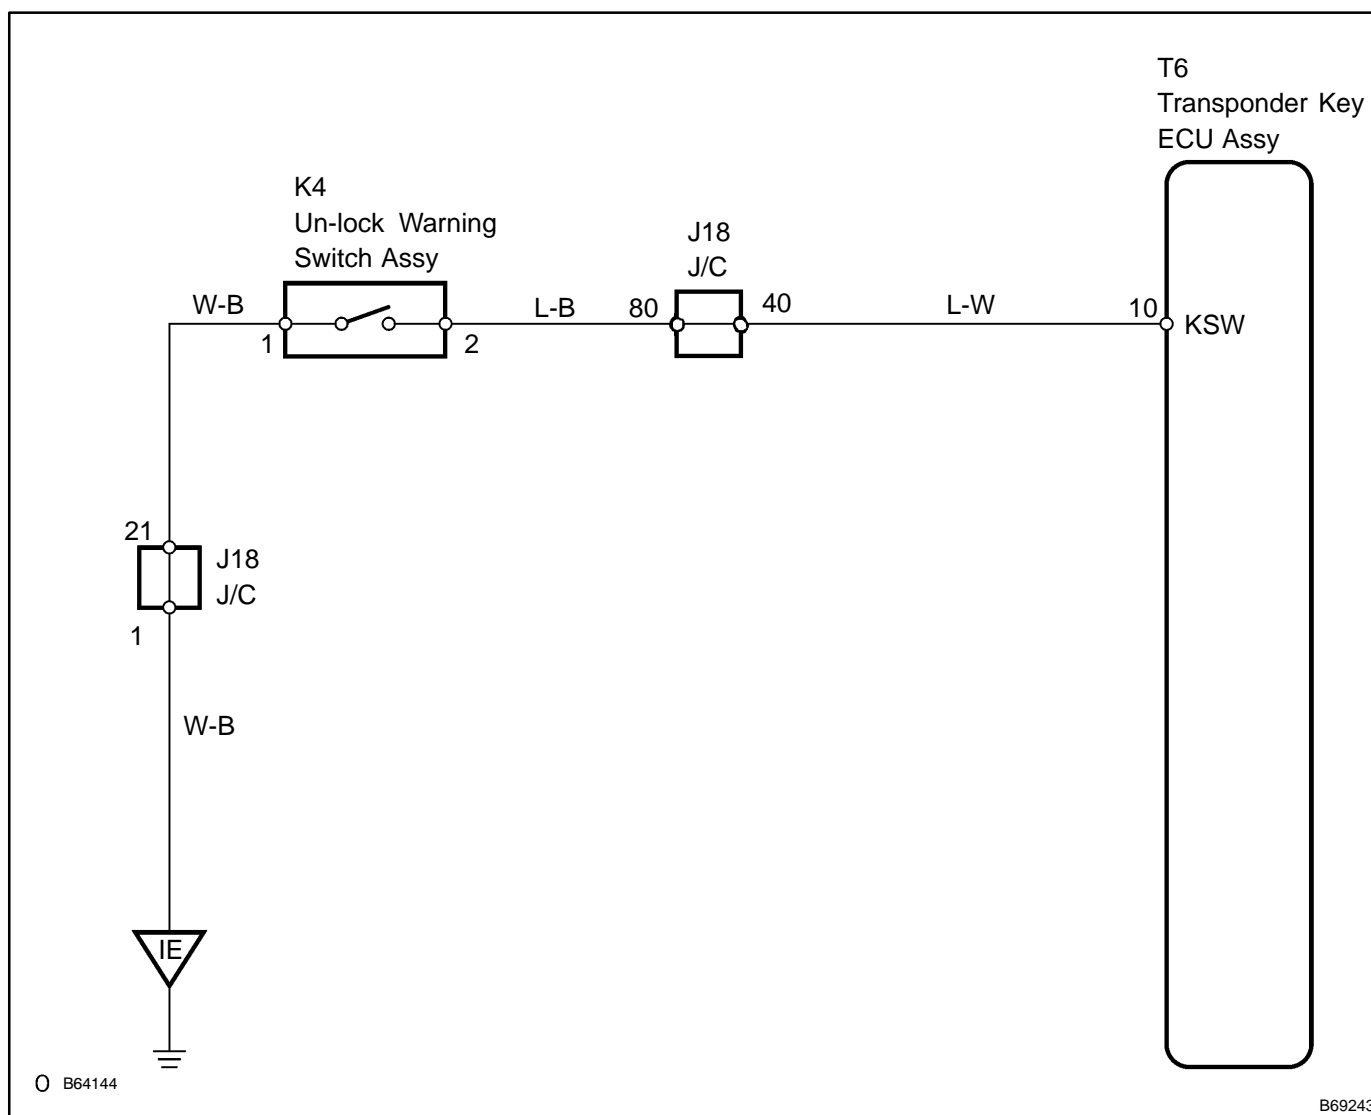 T6
Transponder Key
ECU Assy
K4
Un-lock Warning
Switch Assy
J18
J/C
W-B
L-B
80
40
L-W
10
KSW
1
2
21
J18
J/C
1
W-B
IE
O B64144
B69243